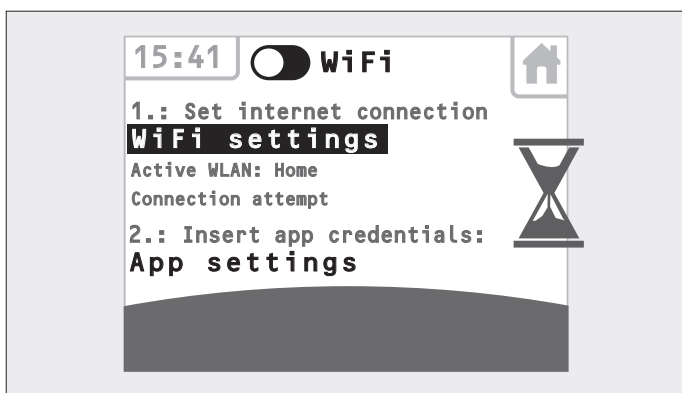 15:41 WiFi
1.: Set internet connection
WiFi settings
Active WLAN: Home
Connection attempt
2.: Insert app credentials:
App settings